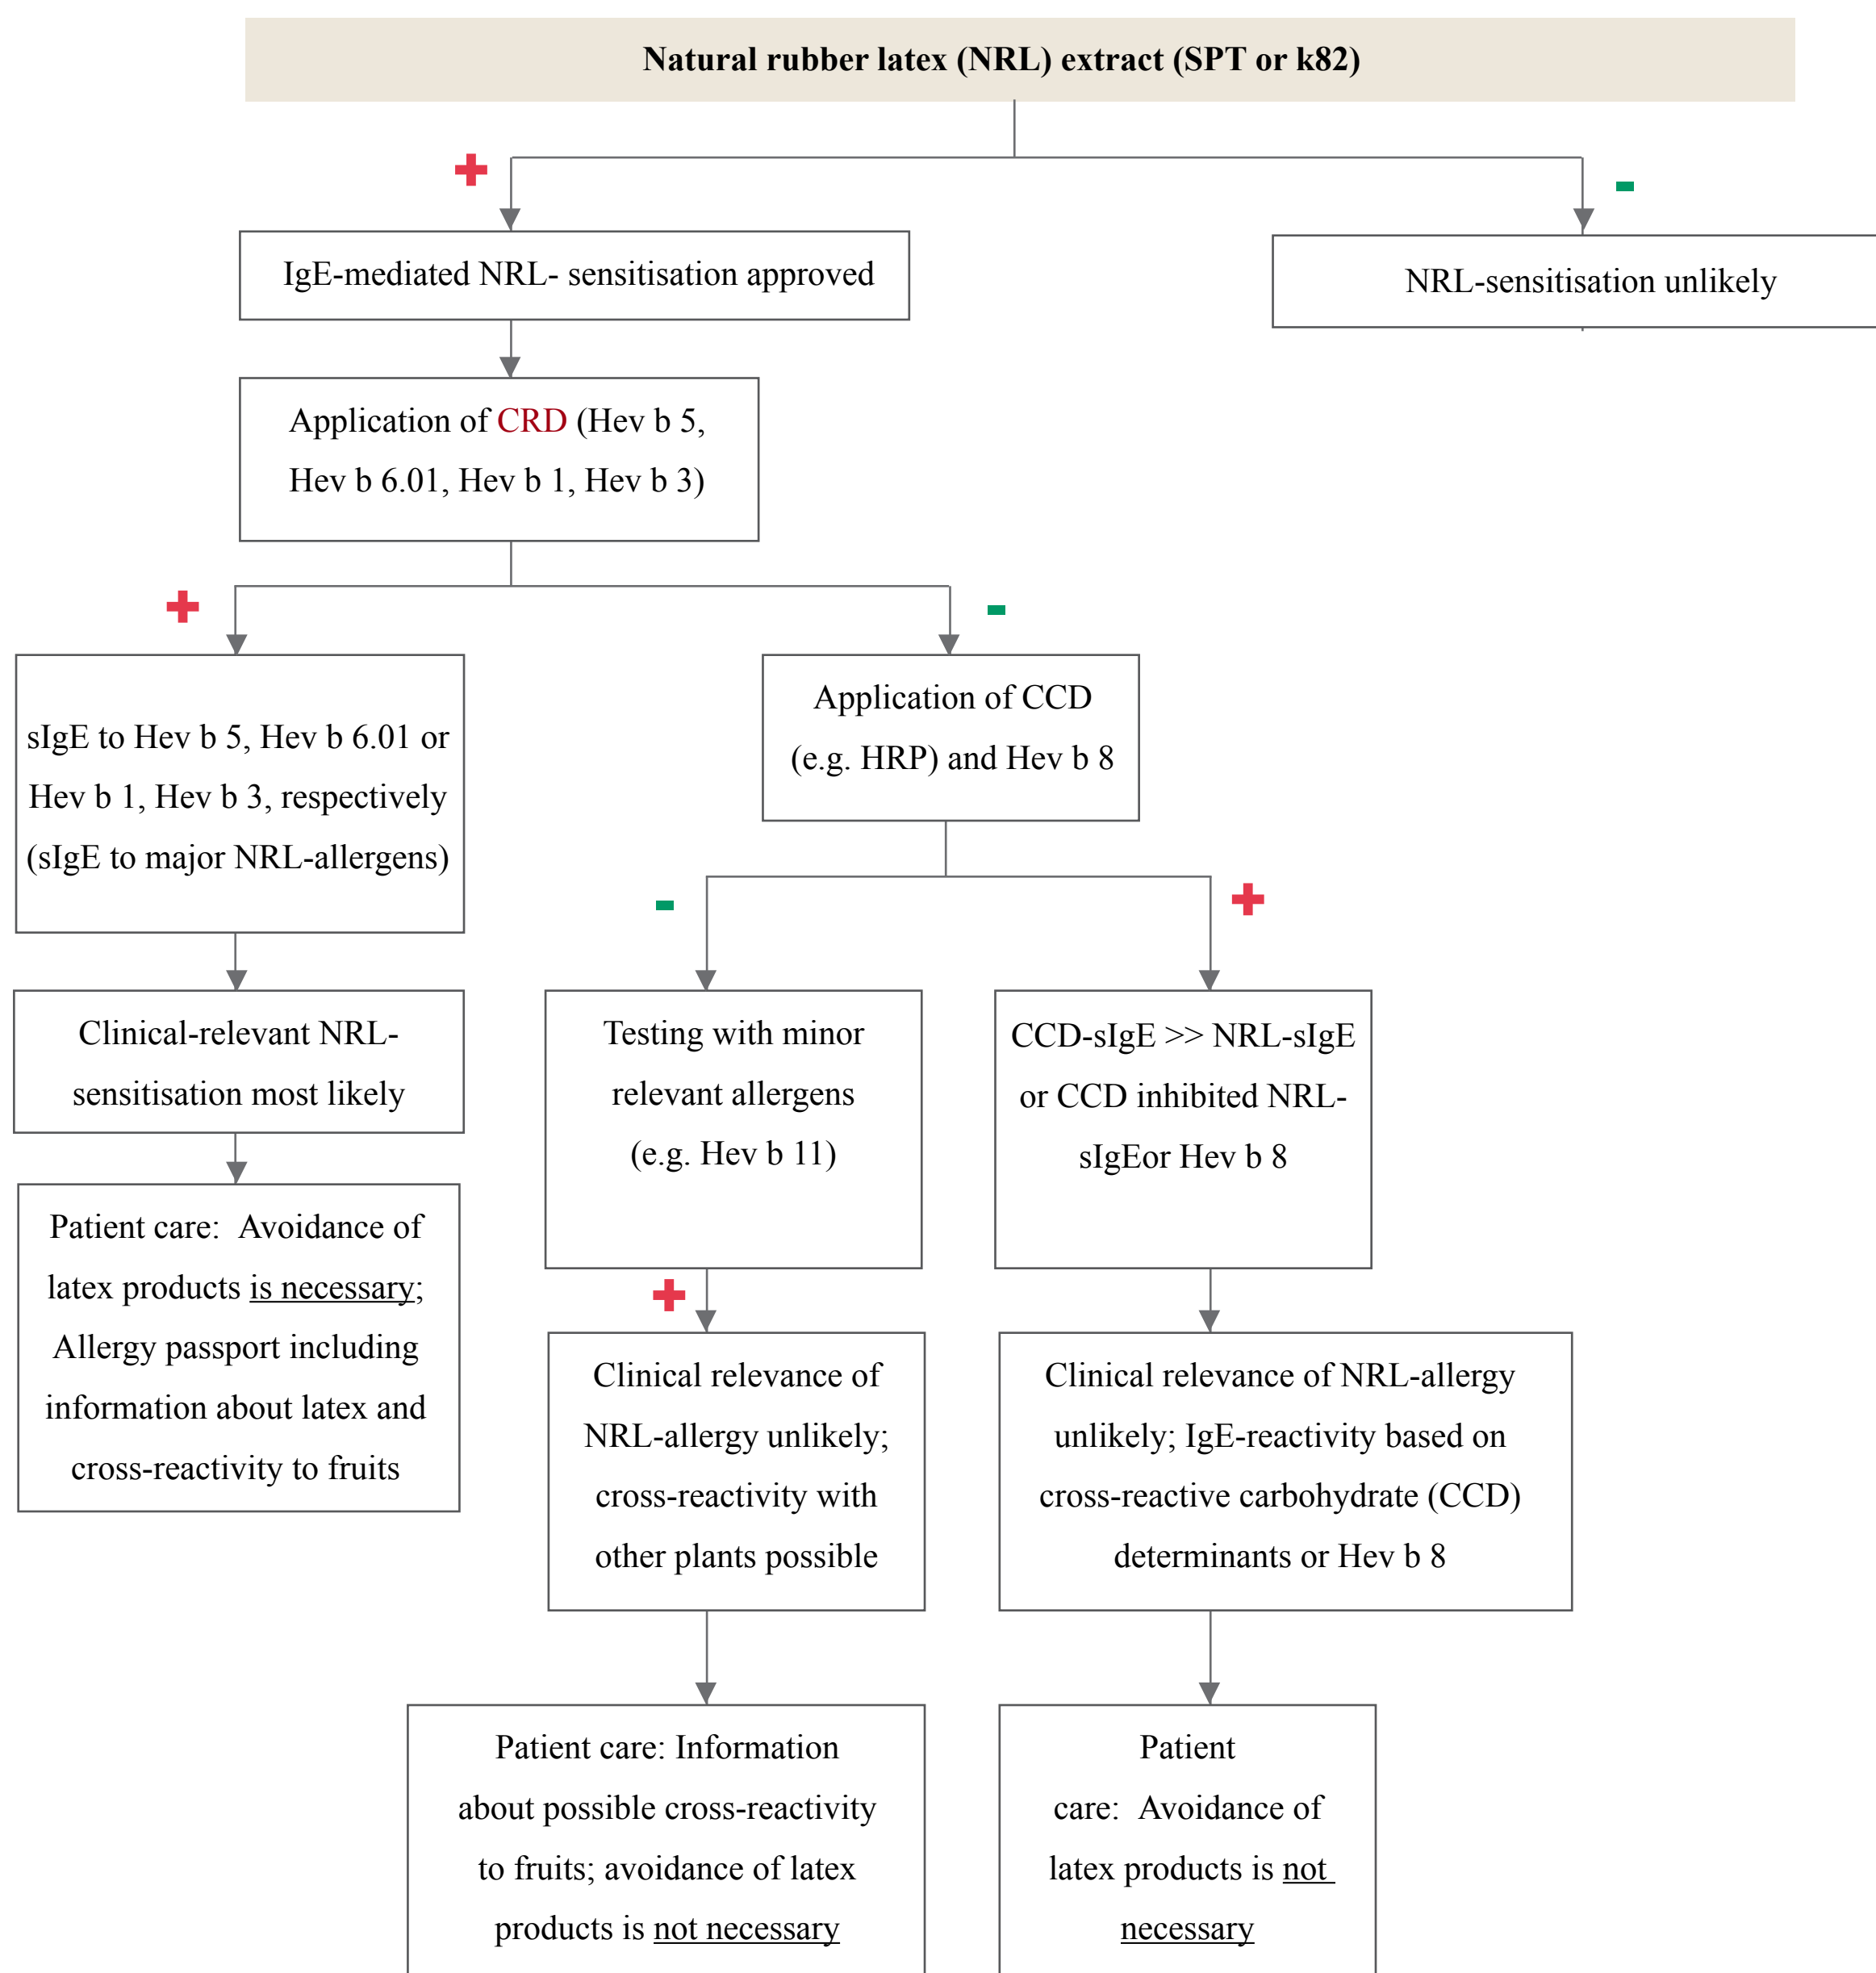 Natural rubber latex (NRL) extract (SPT or k82)
+
-
IgE-mediated NRL- sensitisation approved
NRL-sensitisation unlikely
Application of CRD (Hev b 5,
Hev b 6.01, Hev b 1, Hev b 3)
+
-
sIgE to Hev b 5, Hev b 6.01 or
Hev b 1, Hev b 3, respectively
(sIgE to major NRL-allergens)
Application of CCD
(e.g. HRP) and Hev b 8
-
+
Clinical-relevant NRL-
sensitisation most likely
Testing with minor
relevant allergens
(e.g. Hev b 11)
CCD-sIgE >> NRL-sIgE
or CCD inhibited NRL-
sIgEor Hev b 8
Patient care:  Avoidance of
latex products is necessary;
Allergy passport including
information about latex and
cross-reactivity to fruits
+
Clinical relevance of
NRL-allergy unlikely;
cross-reactivity with
other plants possible
Clinical relevance of NRL-allergy
unlikely; IgE-reactivity based on
cross-reactive carbohydrate (CCD)
determinants or Hev b 8
Patient care: Information
about possible cross-reactivity
to fruits; avoidance of latex
products is not necessary
Patient
care:  Avoidance of
latex products is not
necessary